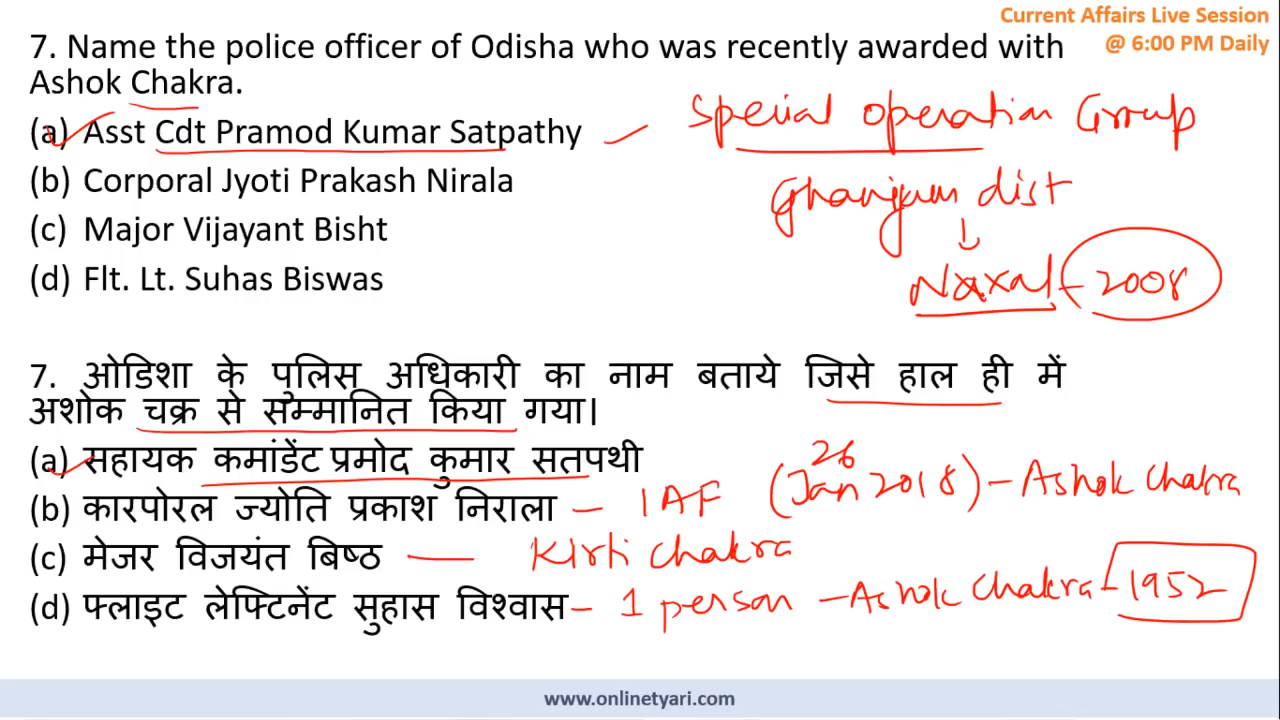 Current Affairs Live Session
@ 6:00 PM Daily
7. Name the police officer of Odisha who was recently awarded with
Ashok Chakra.
(a) Asst Cdt Pramod Kumar Satpathy
(b) Corporal Jyoti Prakash Nirala
(c) Major Vijayant Bisht
(d) Flt. Lt. Suhas Biswas
Special operation Group
Ghanjam dist
Naxal - 2008
7. ओडिशा के पुलिस अधिकारी का नाम बताये जिसे हाल ही में
अशोक चक्र से सम्मानित किया गया।
(a) सहायक कमांडेंट प्रमोद कुमार सतपथी
(b) कारपोरल ज्योति प्रकाश निराला - IAF (26 Jan 2018) - Ashok Chakra
(c) मेजर विजयंत बिष्ठ — Kirti Chakra
(d) फ्लाइट लेफ्टिनेंट सुहास विश्वास - 1 person - Ashok Chakra - 1952
www.onlinetyari.com